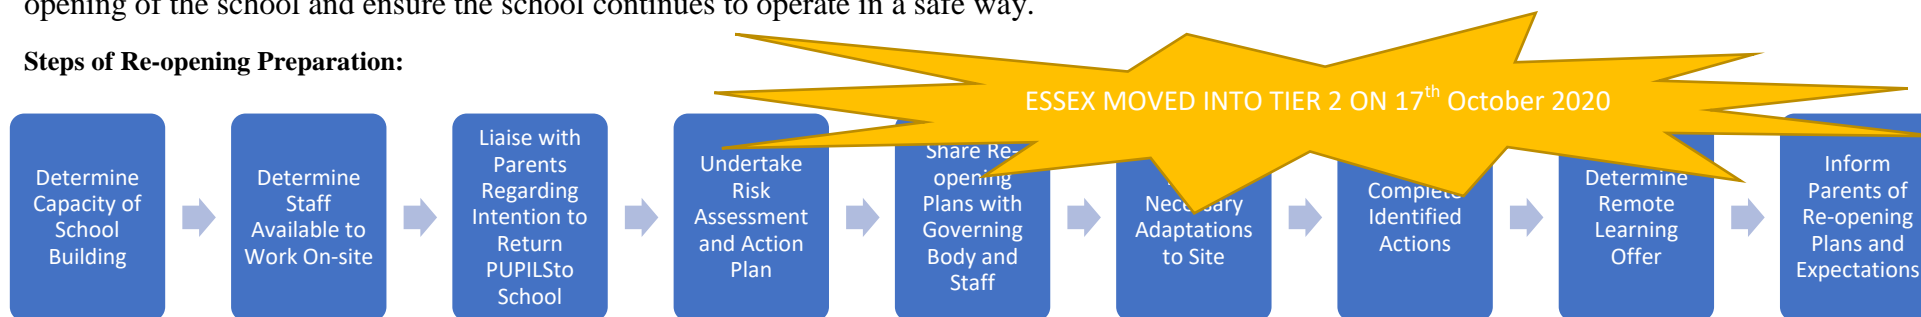 opening of the school and ensure the school continues to operate in a safe way.
Steps of Re-opening Preparation:
ESSEX MOVED INTO TIER 2 ON 17th October 2020
Determine
Capacity of
School
Building
Determine
Staff
Available to
Work On-site
Liaise with
Parents
Regarding
Intention to
Return
PUPILSto
School
Undertake
Risk
Assessment
and Action
Plan
Share Re-
opening
Plans with
Governing
Body and
Staff
Necessary
Adaptations
to Site
Complete
Identified
Actions
Determine
Remote
Learning
Offer
Inform
Parents of
Re-opening
Plans and
Expectations